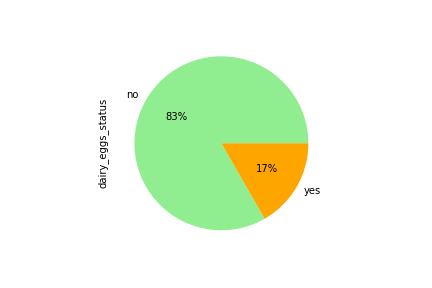 no
83%
dairy_eggs_status
17%
yes